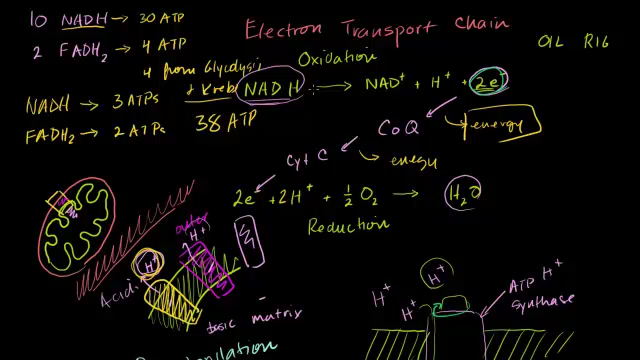 10 NADH → 30 ATP
2 FADH₂ → 4 ATP
4 from Glycolysis
+ Krebs
NADH → 3 ATPs
FADH₂ → 2 ATPs
38 ATP
Electron Transport Chain
OIL RIG
Oxidation
NADH → NAD⁺ + H⁺ + 2e⁻
CoQ → energy
Cyt C → energy
2e⁻ + 2H⁺ + ½ O₂ → H₂O
Reduction
outer
H⁺
H⁺
Acid
basic matrix
H⁺
H⁺
H⁺
ATP H⁺
Synthase